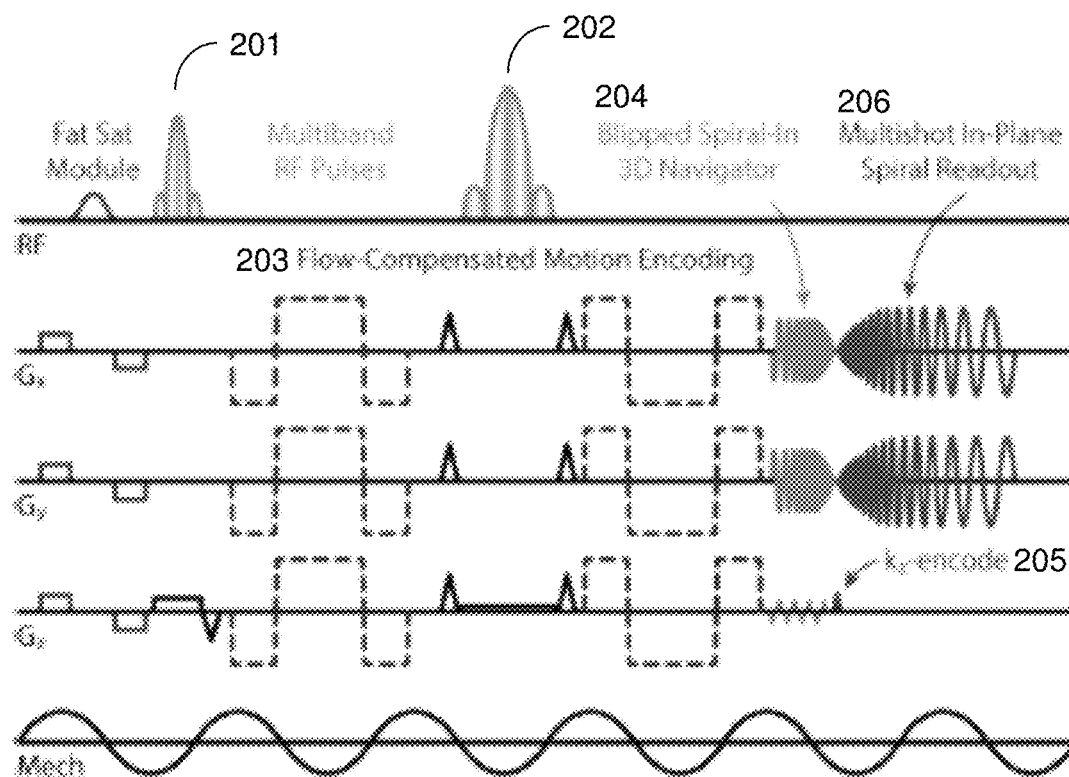 201
202
204
206
Fat Sat
Module
Multiband
RF Pulses
Blipped Spiral-In
3D Navigator
Multishot In-Plane
Spiral Readout
RF
203 Flow-Compensated Motion Encoding
Gx
Gy
kz-encode 205
Gz
Mech